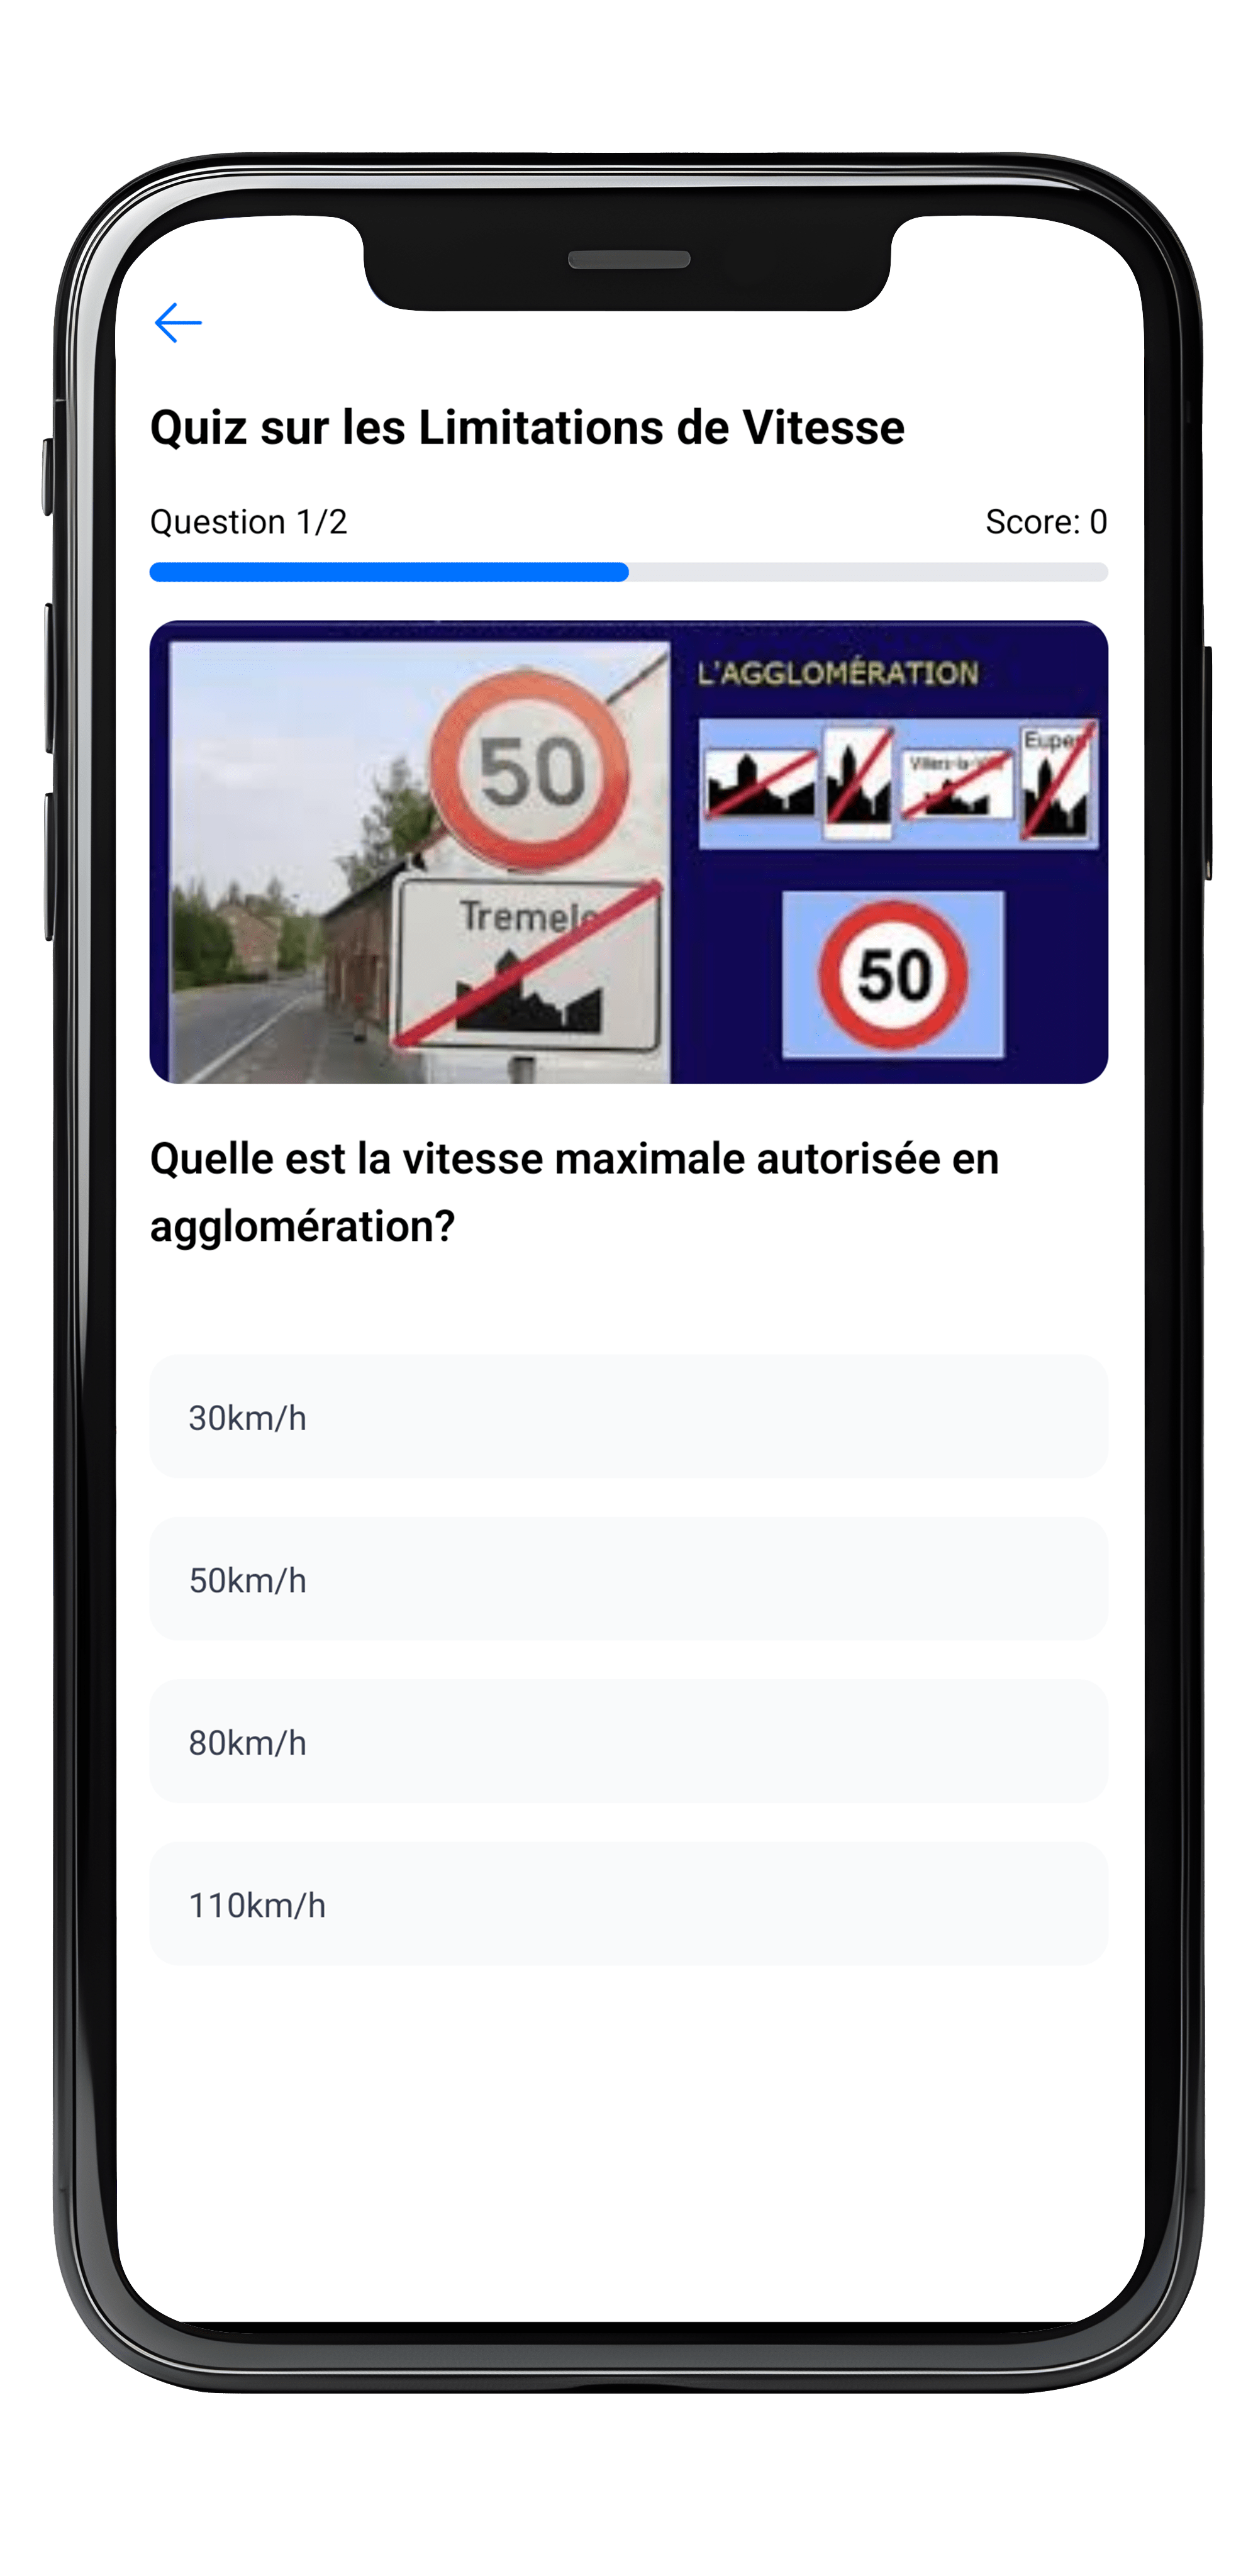 Quiz sur les Limitations de Vitesse
Question 1/2
Score: 0
50
Tremelo
L'AGGLOMÉRATION
Villers-la-Ville
Eupen
50
Quelle est la vitesse maximale autorisée en
agglomération?
30km/h
50km/h
80km/h
110km/h